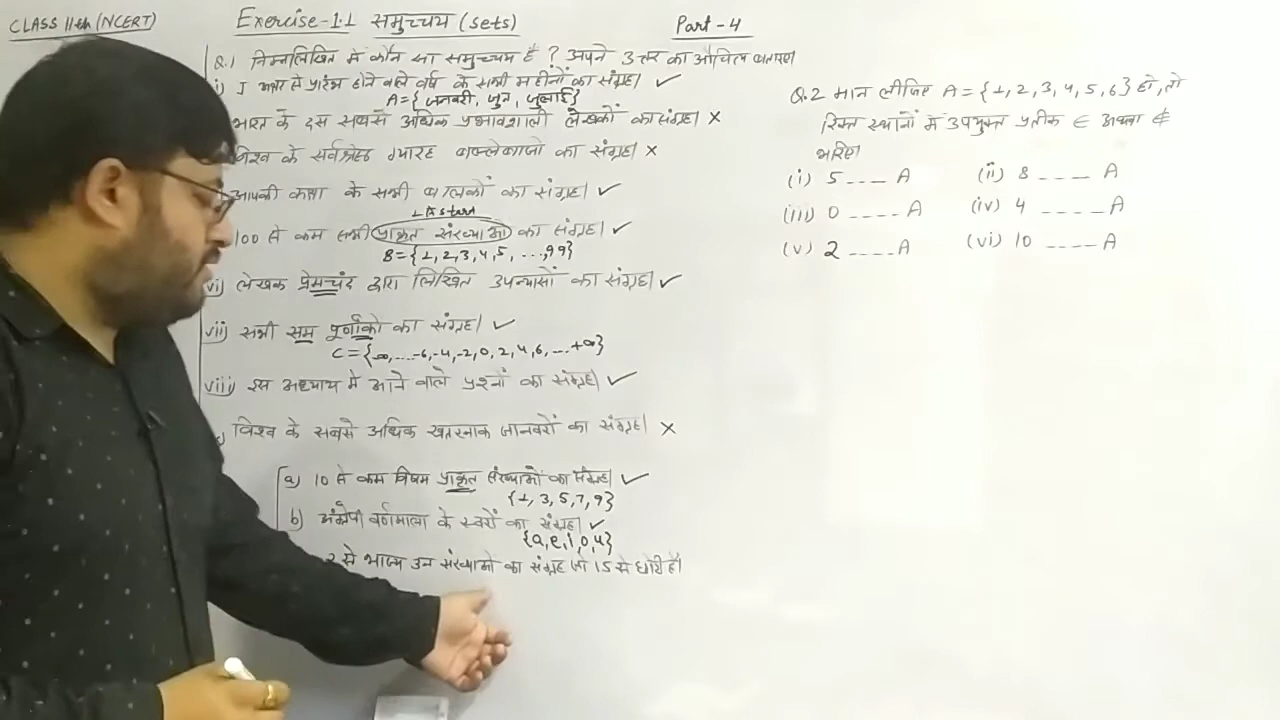 CLASS 11th (NCERT)
Exercise-1.1 समुच्चय (sets)
Part-4
Q.1 निम्नलिखित में कौन सा समुच्चय है? अपने उत्तर का औचित्य बताएं
i) J अक्षर से प्रारंभ होने वाले वर्ष के सभी महीनों का संग्रह। ✓
A={जनवरी, जुन, जुलाई}
भारत के दस सबसे अधिक प्रभावशाली लेखकों का संग्रह। ×
विश्व के सर्वश्रेष्ठ ग्यारह बल्लेबाजों का संग्रह। ×
आपकी कक्षा के सभी बालकों का संग्रह। ✓
start
100 से कम सभी प्राकृत संख्याओं का संग्रह। ✓
B={1,2,3,4,5,...,99}
vi) लेखक प्रेमचंद द्वारा लिखित उपन्यासों का संग्रह। ✓
vii) सभी सम पूर्णांकों का संग्रह। ✓
C={-∞,...-6,-4,-2,0,2,4,6,...+∞}
viii) इस अध्याय में आने वाले प्रश्नों का संग्रह। ✓
विश्व के सबसे अधिक खतरनाक जानवरों का संग्रह। ×
a) 10 से कम विषम प्राकृत संख्याओं का संग्रह। ✓
{1,3,5,7,9}
b) अंग्रेजी वर्णमाला के स्वरों का संग्रह। ✓
{a,e,i,o,u}
से भाज्य उन संख्याओं का संग्रह जो 15 से छोटी है।
Q.2 मान लीजिए A={1,2,3,4,5,6} हो, तो
रिक्त स्थानों में उपयुक्त प्रतीक ∈ अथवा ∉
भरिए।
(i) 5 ---- A (ii) 8 ---- A
(iii) 0 ---- A (iv) 4 ---- A
(v) 2 ---- A (vi) 10 ---- A